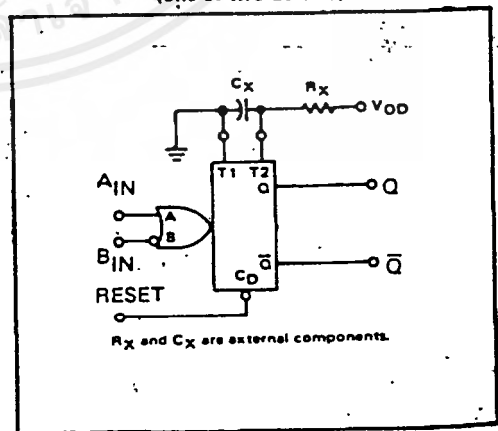 CX
RX
VDD
T1 T2
AIN
A
Q
Q
B
BIN
Q̅
Q̅
CD
RESET
RX and CX are external components.